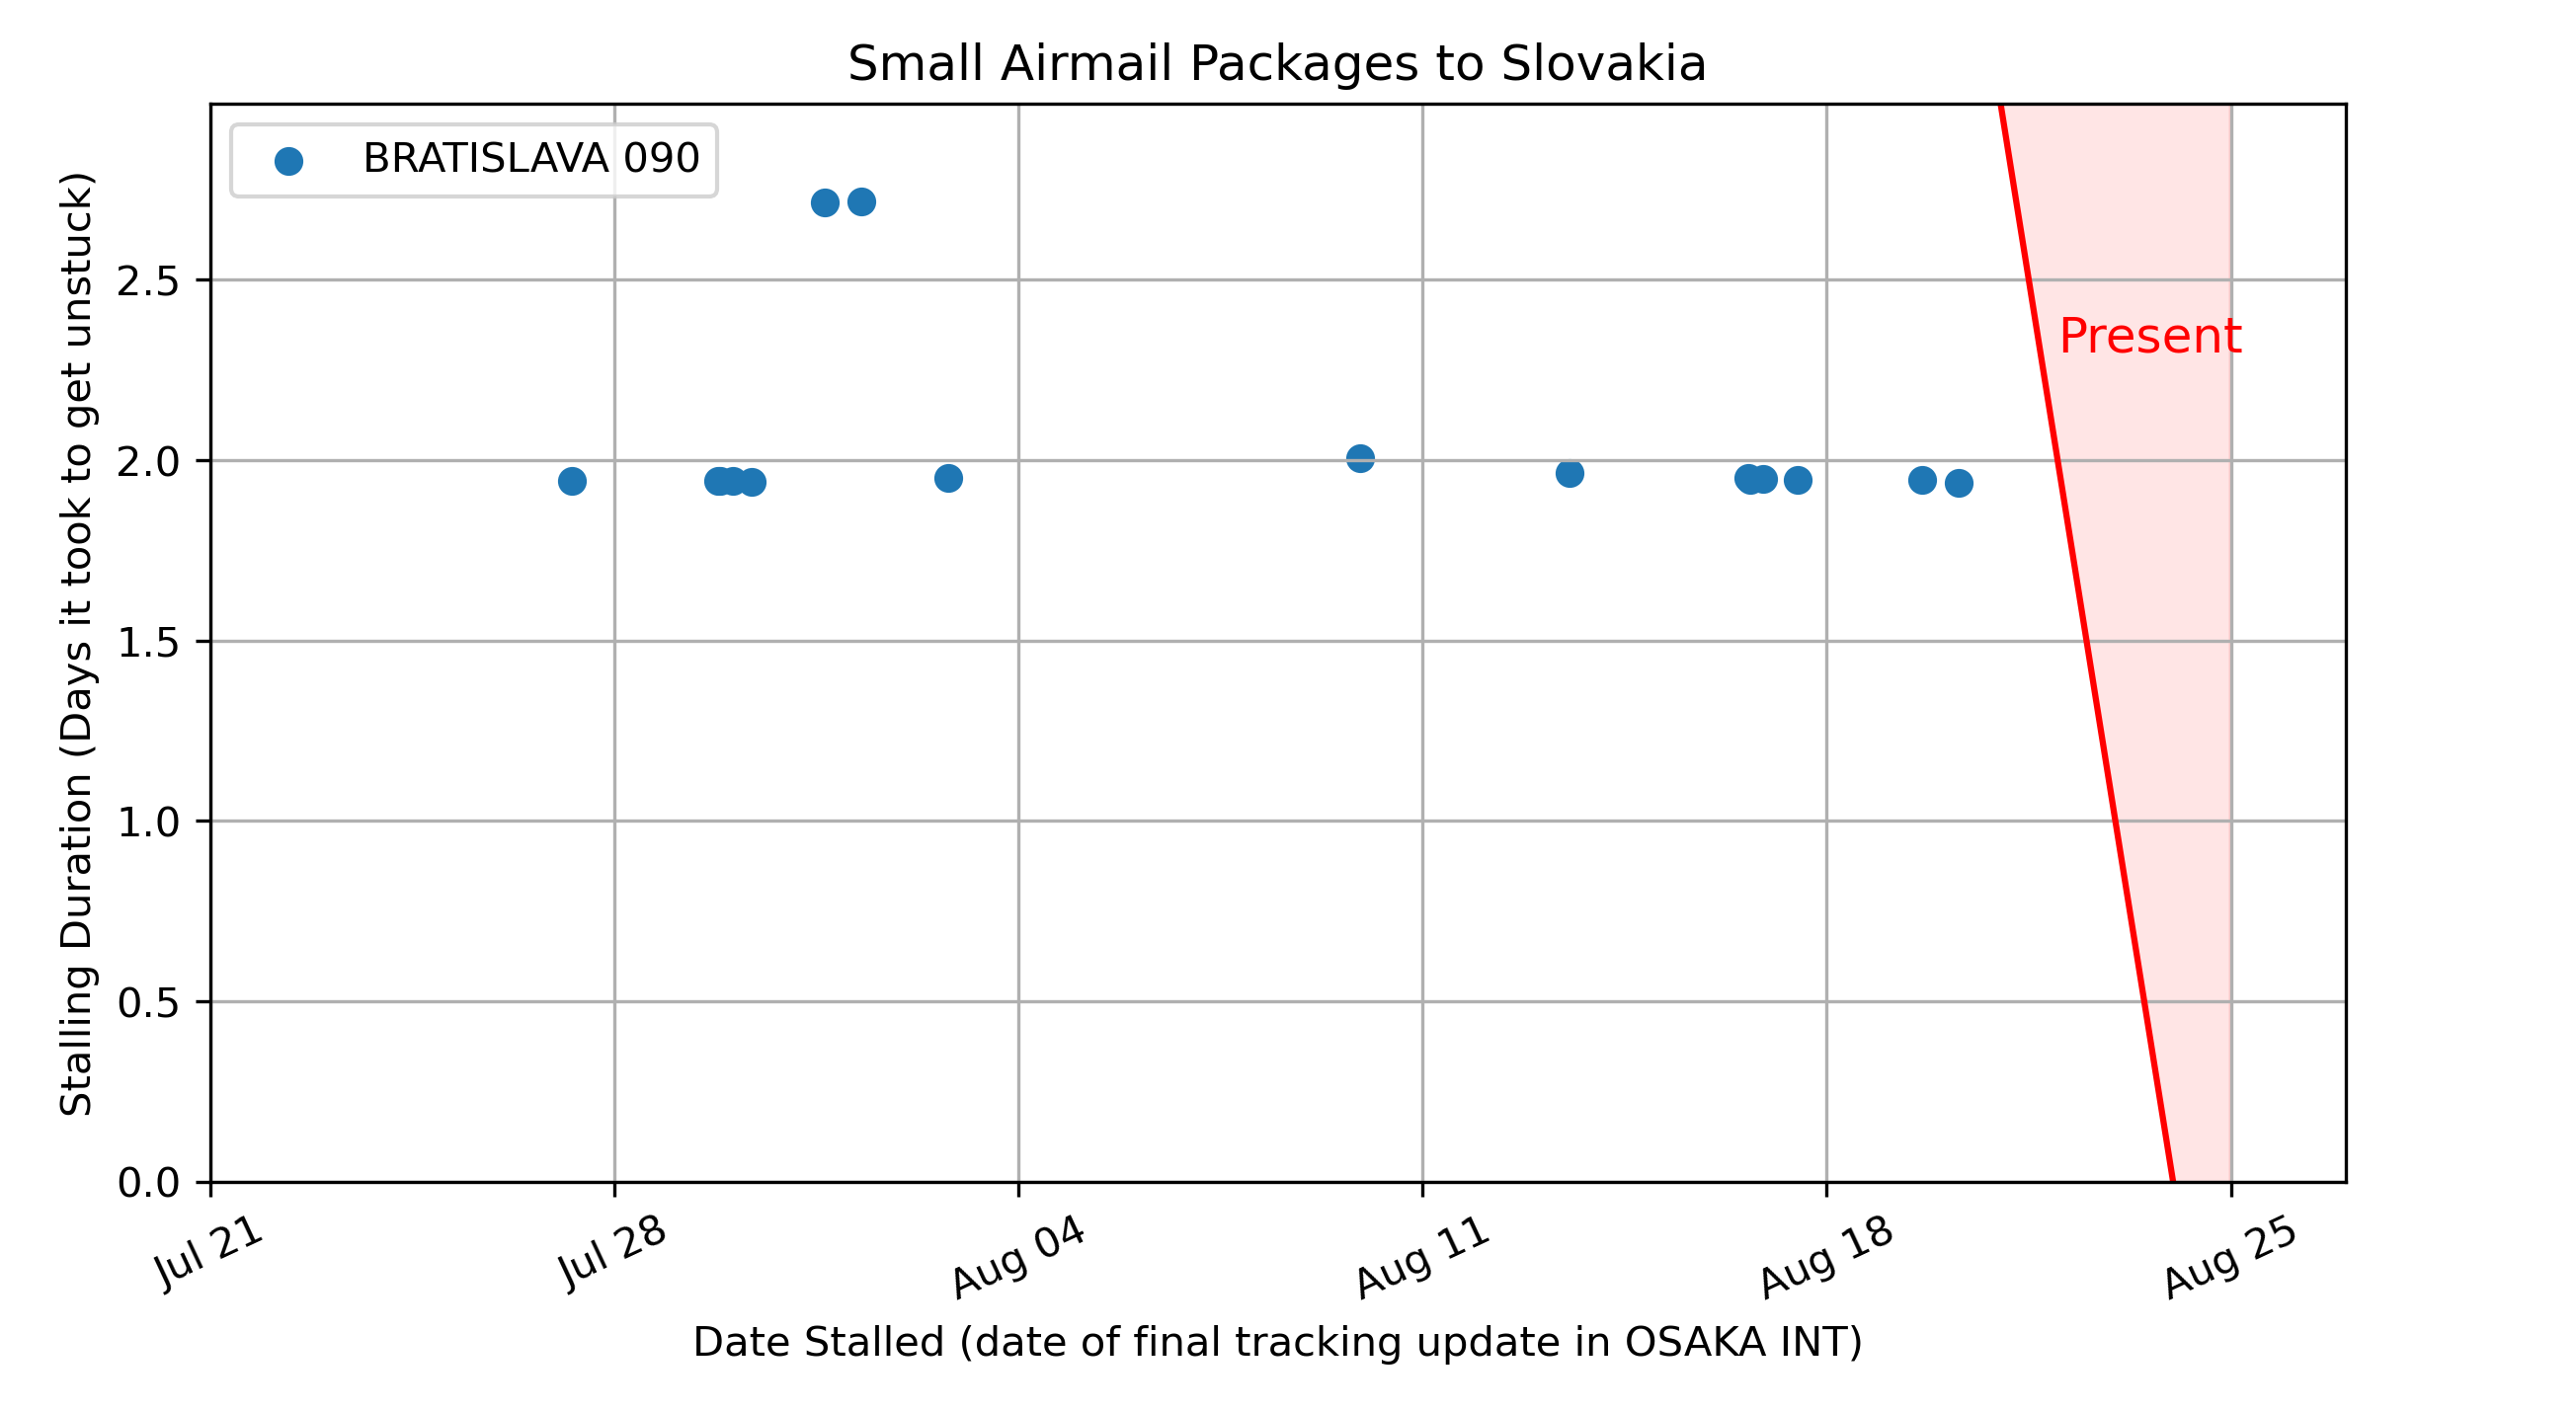 Small Airmail Packages to Slovakia
BRATISLAVA 090
Present
Stalling Duration (Days it took to get unstuck)
2.5
2.0
1.5
1.0
0.5
0.0
Jul 21
Jul 28
Aug 04
Aug 11
Aug 18
Aug 25
Date Stalled (date of final tracking update in OSAKA INT)